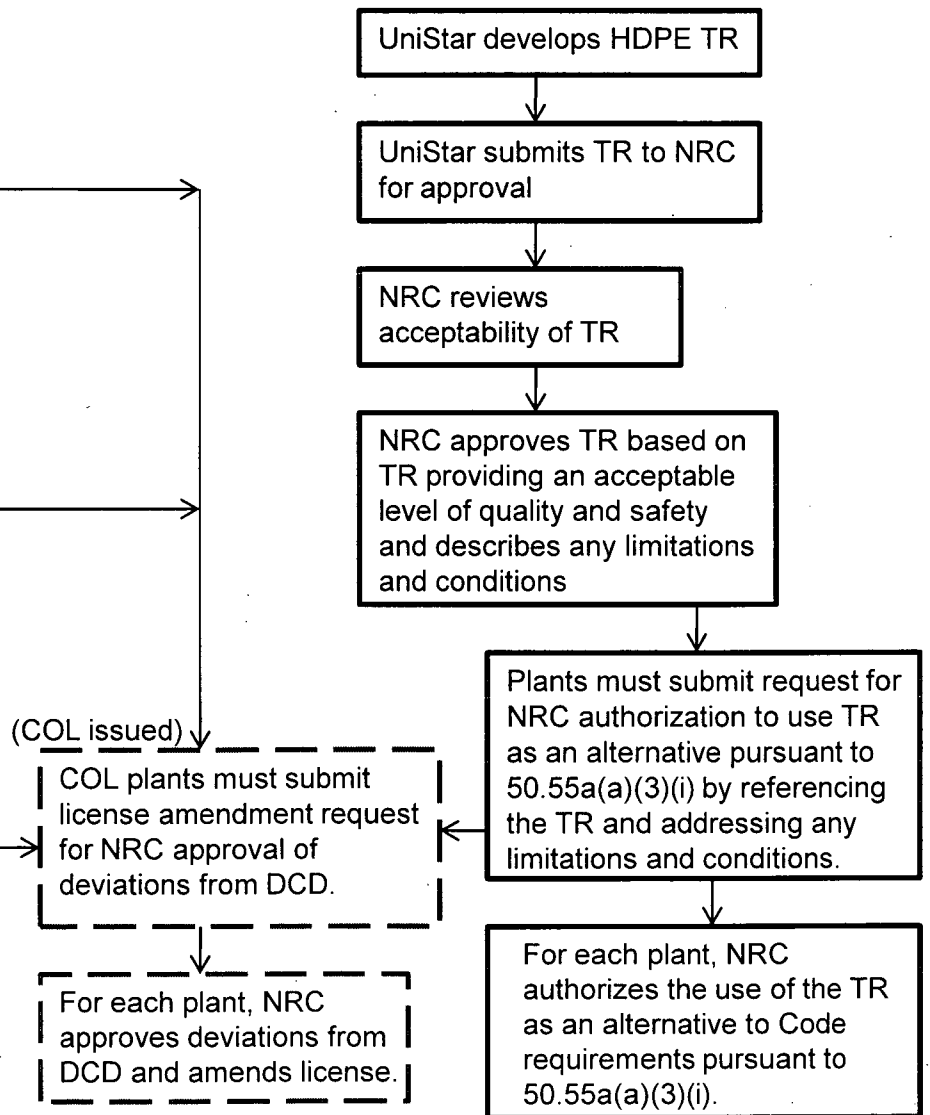 UniStar develops HDPE TR
UniStar submits TR to NRC
for approval
NRC reviews
acceptability of TR
NRC approves TR based on
TR providing an acceptable
level of quality and safety
and describes any limitations
and conditions
Plants must submit request for
NRC authorization to use TR
as an alternative pursuant to
50.55a(a)(3)(i) by referencing
the TR and addressing any
limitations and conditions.
(COL issued)
COL plants must submit
license amendment request
for NRC approval of
deviations from DCD.
For each plant, NRC
approves deviations from
DCD and amends license.
For each plant, NRC
authorizes the use of the TR
as an alternative to Code
requirements pursuant to
50.55a(a)(3)(i).